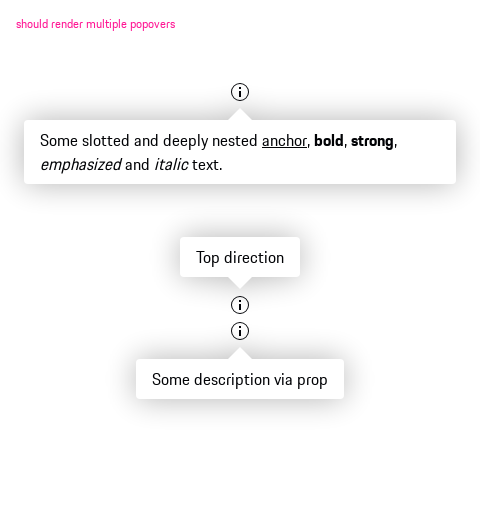 should render multiple popovers
Some slotted and deeply nested anchor, bold, strong,
emphasized and italic text.
Top direction
Some description via prop